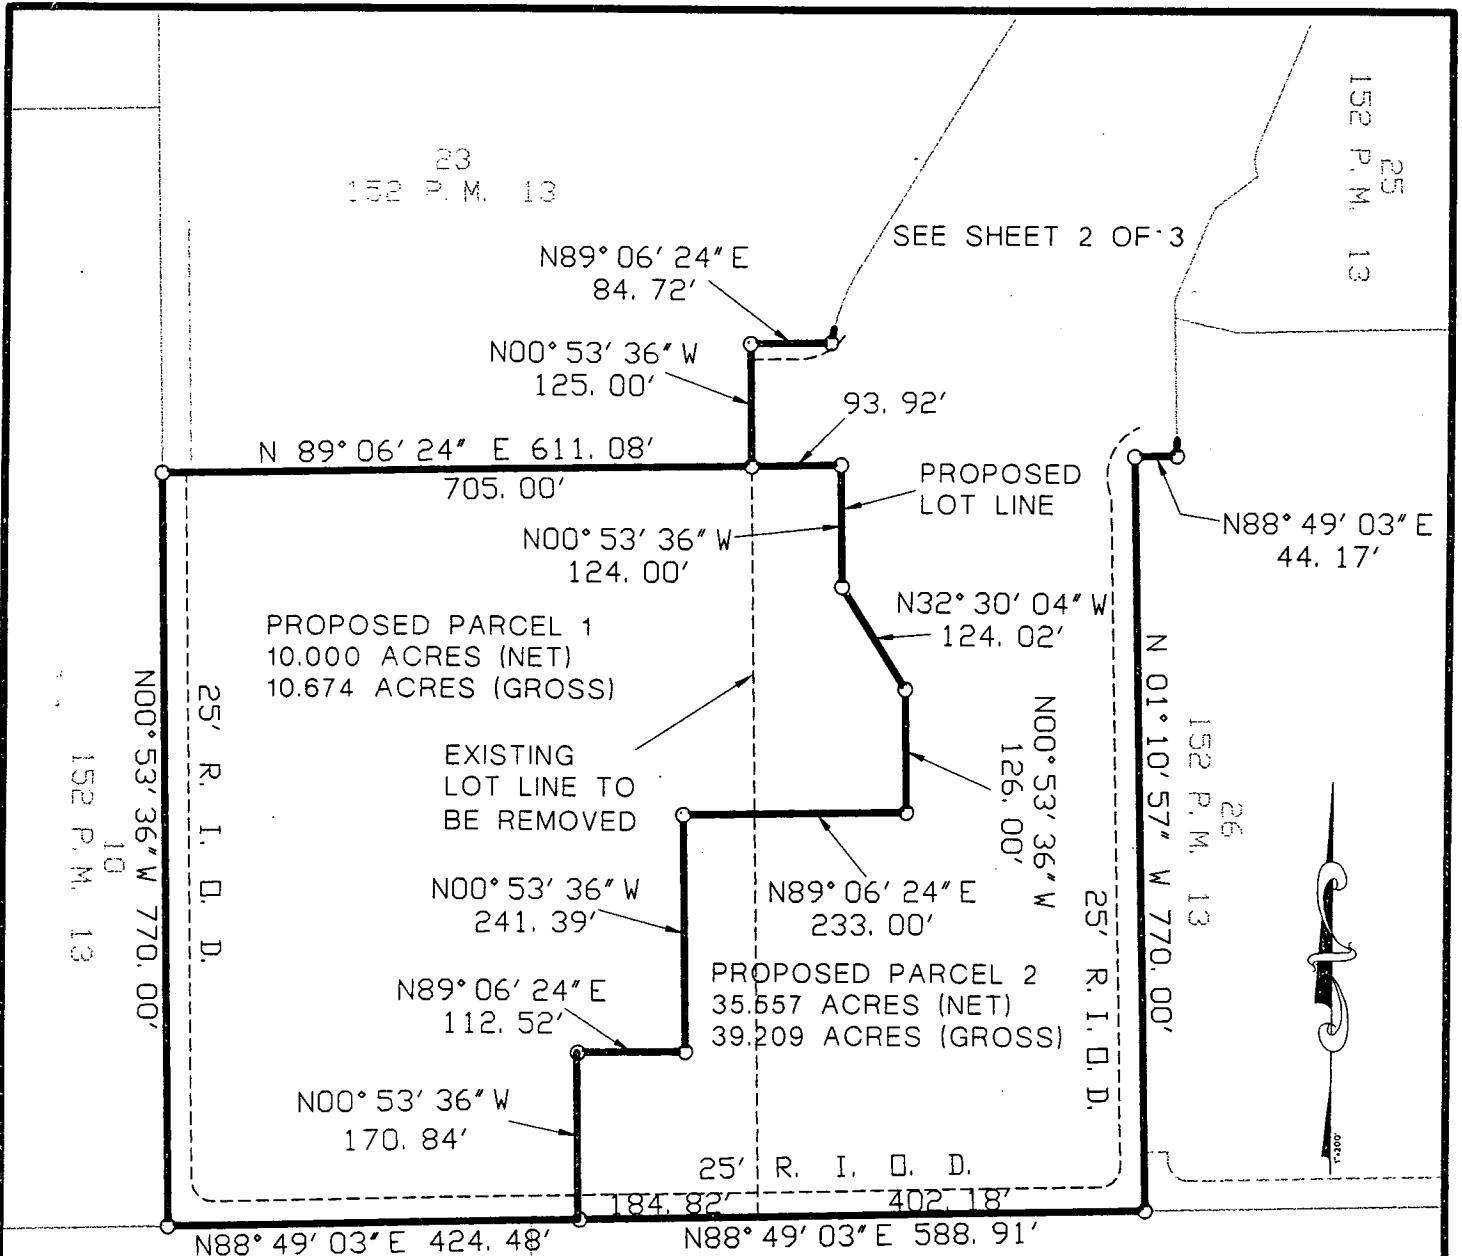 23
152 P. M. 13
25
152 P. M. 13
SEE SHEET 2 OF 3
N89° 06′ 24″ E
84. 72′
N00° 53′ 36″ W
125. 00′
93. 92′
N 89° 06′ 24″ E 611. 08′
705. 00′
PROPOSED
LOT LINE
N88° 49′ 03″ E
44. 17′
N00° 53′ 36″ W
124. 00′
N32° 30′ 04″ W
124. 02′
PROPOSED PARCEL 1
10.000 ACRES (NET)
10.674 ACRES (GROSS)
N00° 53′ 36″ W 770. 00′
25′ R. I. O. D.
10
152 P. M. 13
EXISTING
LOT LINE TO
BE REMOVED
N00° 53′ 36″ W
126. 00′
N 01° 10′ 57″ W 770. 00′
26
152 P. M. 13
N00° 53′ 36″ W
241. 39′
N89° 06′ 24″ E
233. 00′
25′ R. I. O. D.
N89° 06′ 24″ E
112. 52′
PROPOSED PARCEL 2
35.557 ACRES (NET)
39.209 ACRES (GROSS)
N00° 53′ 36″ W
170. 84′
1"=200'
25′ R. I. O. D.
184. 82′ 402. 18′
N88° 49′ 03″ E 424. 48′
N88° 49′ 03″ E 588. 91′